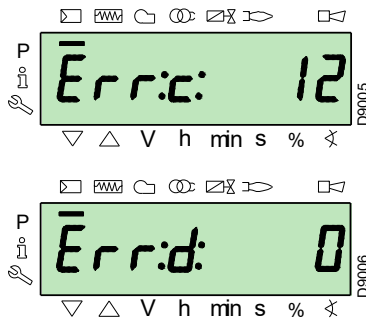 P
Err:c: 12
V h min s %
D9005
P
Err:d: 0
V h min s %
D9006